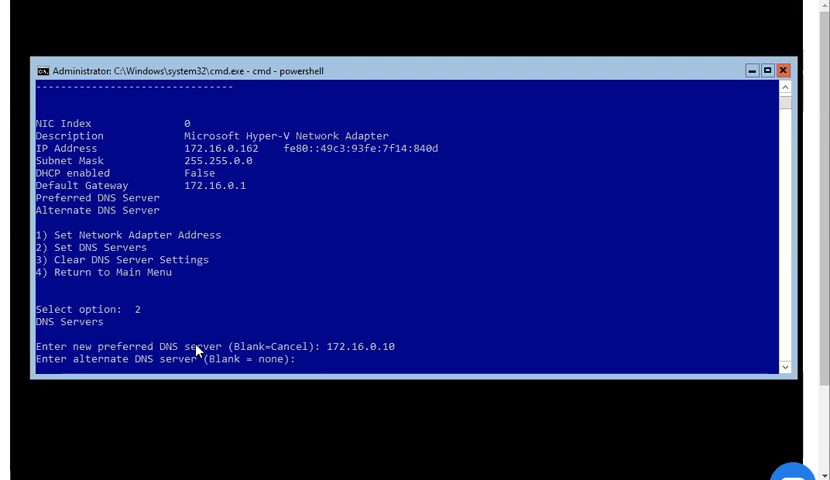 Administrator: C:\Windows\system32\cmd.exe - cmd - powershell
--------------------------------
NIC Index 0
Description Microsoft Hyper-V Network Adapter
IP Address 172.16.0.162 fe80::49c3:93fe:7f14:840d
Subnet Mask 255.255.0.0
DHCP enabled False
Default Gateway 172.16.0.1
Preferred DNS Server
Alternate DNS Server
1) Set Network Adapter Address
2) Set DNS Servers
3) Clear DNS Server Settings
4) Return to Main Menu
Select option: 2
DNS Servers
Enter new preferred DNS server (Blank=Cancel): 172.16.0.10
Enter alternate DNS server (Blank = none):